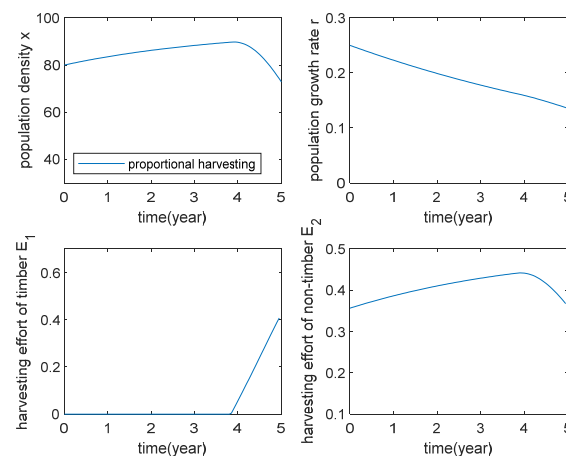 100
80
60
40
0 1 2 3 4 5
time(year)
population density x
proportional harvesting
0.3
0.2
0.1
0
0 1 2 3 4 5
time(year)
population growth rate r
0.6
0.4
0.2
0
0 1 2 3 4 5
time(year)
harvesting effort of timber E₁
0.5
0.4
0.3
0.2
0.1
0 1 2 3 4 5
time(year)
harvesting effort of non-timber E₂